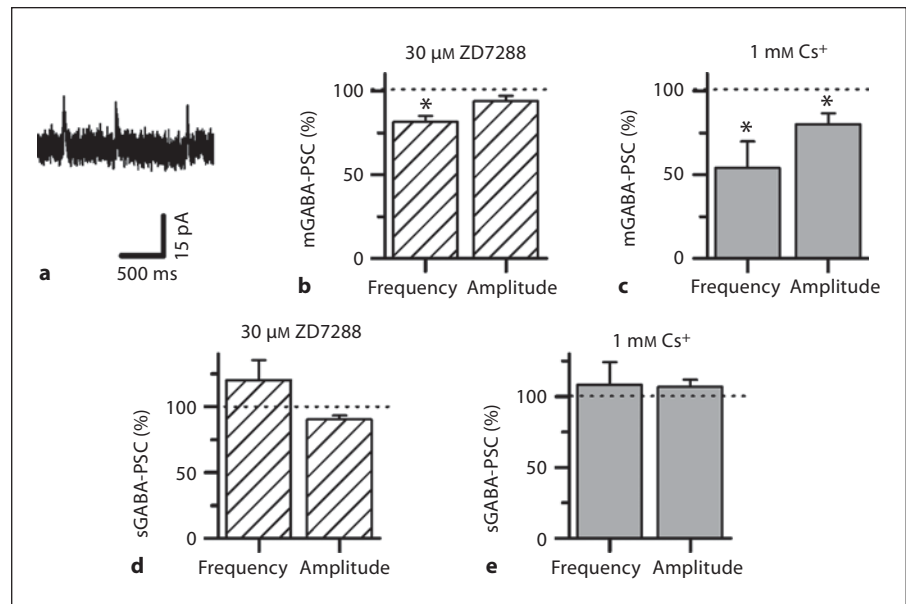 15 pA
500 ms
a
30 µM ZD7288
mGABA-PSC (%)
100
50
0
*
Frequency Amplitude
b
1 mM Cs⁺
mGABA-PSC (%)
100
50
0
*
*
Frequency Amplitude
c
30 µM ZD7288
sGABA-PSC (%)
100
50
0
Frequency Amplitude
d
1 mM Cs⁺
sGABA-PSC (%)
100
50
0
Frequency Amplitude
e